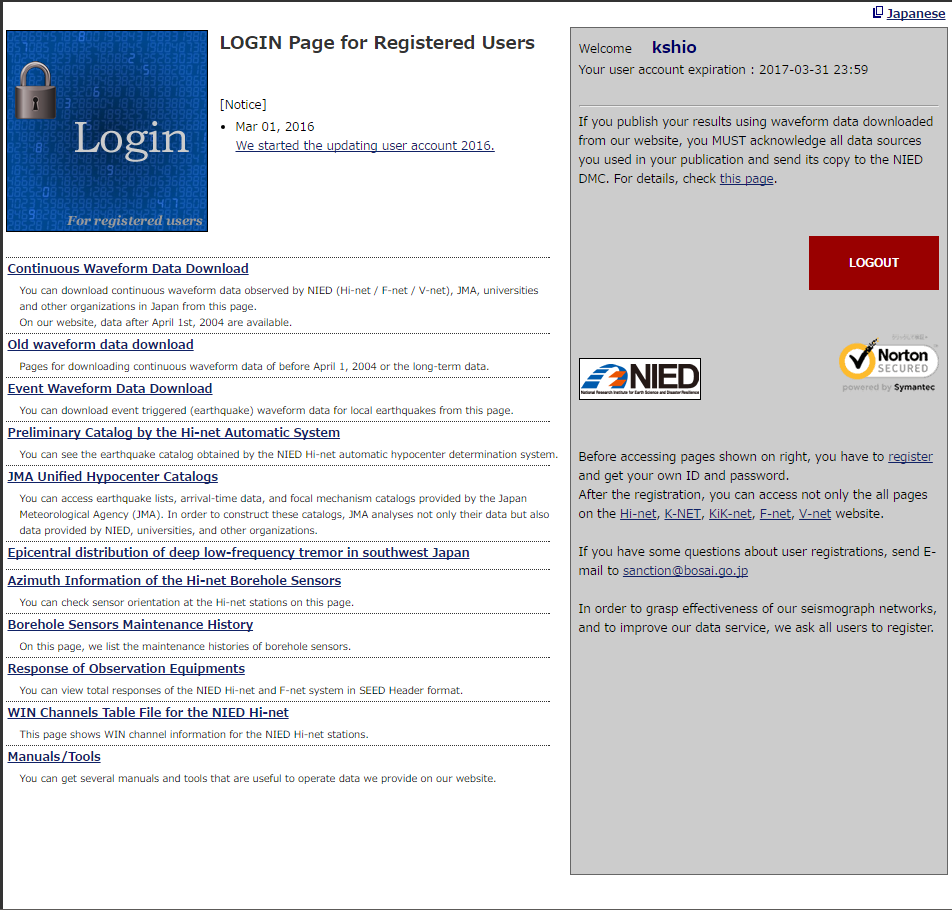 Japanese
LOGIN Page for Registered Users
Login
For registered users
[Notice]
Mar 01, 2016
We started the updating user account 2016.
Continuous Waveform Data Download
You can download continuous waveform data observed by NIED (Hi-net / F-net / V-net), JMA, universities
and other organizations in Japan from this page.
On our website, data after April 1st, 2004 are available.
Old waveform data download
Pages for downloading continuous waveform data of before April 1, 2004 or the long-term data.
Event Waveform Data Download
You can download event triggered (earthquake) waveform data for local earthquakes from this page.
Preliminary Catalog by the Hi-net Automatic System
You can see the earthquake catalog obtained by the NIED Hi-net automatic hypocenter determination system.
JMA Unified Hypocenter Catalogs
You can access earthquake lists, arrival-time data, and focal mechanism catalogs provided by the Japan
Meteorological Agency (JMA). In order to construct these catalogs, JMA analyses not only their data but also
data provided by NIED, universities, and other organizations.
Epicentral distribution of deep low-frequency tremor in southwest Japan
Azimuth Information of the Hi-net Borehole Sensors
You can check sensor orientation at the Hi-net stations on this page.
Borehole Sensors Maintenance History
On this page, we list the maintenance histories of borehole sensors.
Response of Observation Equipments
You can view total responses of the NIED Hi-net and F-net system in SEED Header format.
WIN Channels Table File for the NIED Hi-net
This page shows WIN channel information for the NIED Hi-net stations.
Manuals/Tools
You can get several manuals and tools that are useful to operate data we provide on our website.
Welcome kshio
Your user account expiration : 2017-03-31 23:59
If you publish your results using waveform data downloaded
from our website, you MUST acknowledge all data sources
you used in your publication and send its copy to the NIED
DMC. For details, check this page.
LOGOUT
NIED
National Research Institute for Earth Science and Disaster Resilience
Norton
SECURED
powered by Symantec
Before accessing pages shown on right, you have to register
and get your own ID and password.
After the registration, you can access not only the all pages
on the Hi-net, K-NET, KiK-net, F-net, V-net website.
If you have some questions about user registrations, send E-
mail to sanction@bosai.go.jp
In order to grasp effectiveness of our seismograph networks,
and to improve our data service, we ask all users to register.